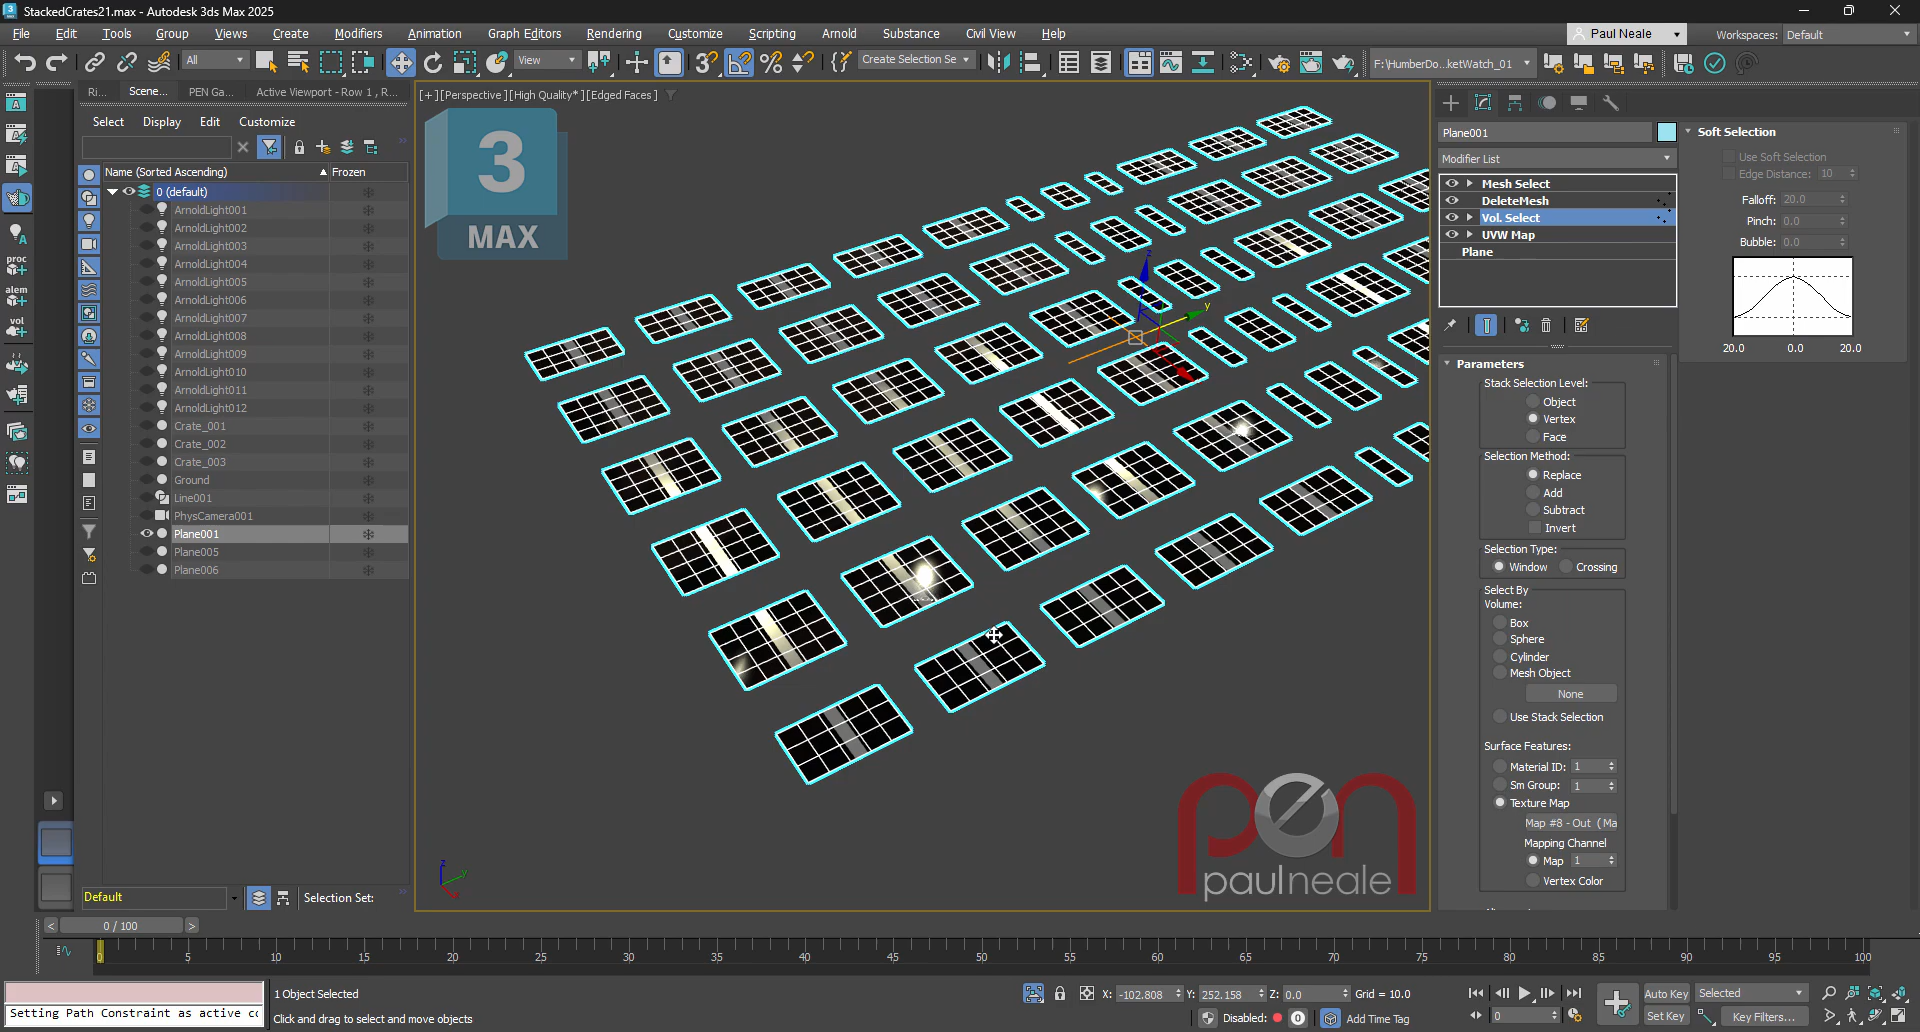 StackedCrates21.max - Autodesk 3ds Max 2025
File Edit Tools Group Views Create Modifiers Animation Graph Editors Rendering Customize Scripting Arnold Substance Civil View Help
Paul Neale
Workspaces: Default
All
View
Create Selection Se
F:\HumberDo...ketWatch_01
Ri... Scene... PEN Ga... Active Viewport - Row 1 , R...
Select Display Edit Customize
Name (Sorted Ascending) Frozen
0 (default)
ArnoldLight001
ArnoldLight002
ArnoldLight003
ArnoldLight004
ArnoldLight005
ArnoldLight006
ArnoldLight007
ArnoldLight008
ArnoldLight009
ArnoldLight010
ArnoldLight011
ArnoldLight012
Crate_001
Crate_002
Crate_003
Ground
Line001
PhysCamera001
Plane001
Plane005
Plane006
proc
alem
vol
Default
Selection Set:
[+][Perspective][High Quality*][Edged Faces]
3
MAX
z
y
z
y
pen
paulneale
Plane001
Modifier List
Mesh Select
DeleteMesh
Vol. Select
UVW Map
Plane
Parameters
Stack Selection Level:
Object
Vertex
Face
Selection Method:
Replace
Add
Subtract
Invert
Selection Type:
Window Crossing
Select By
Volume:
Box
Sphere
Cylinder
Mesh Object
None
Use Stack Selection
Surface Features:
Material ID: 1
Sm Group: 1
Texture Map
Map #8 - Out (Ma
Mapping Channel
Map 1
Vertex Color
Soft Selection
Use Soft Selection
Edge Distance: 10
Falloff: 20.0
Pinch: 0.0
Bubble: 0.0
20.0 0.0 20.0
< 0 / 100 >
0 5 10 15 20 25 30 35 40 45 50 55 60 65 70 75 80 85 90 95 100
Setting Path Constraint as active co
1 Object Selected
Click and drag to select and move objects
X: -102.808 Y: 252.158 Z: 0.0 Grid = 10.0
Disabled: 0 Add Time Tag
0
Auto Key Selected
Set Key Key Filters...